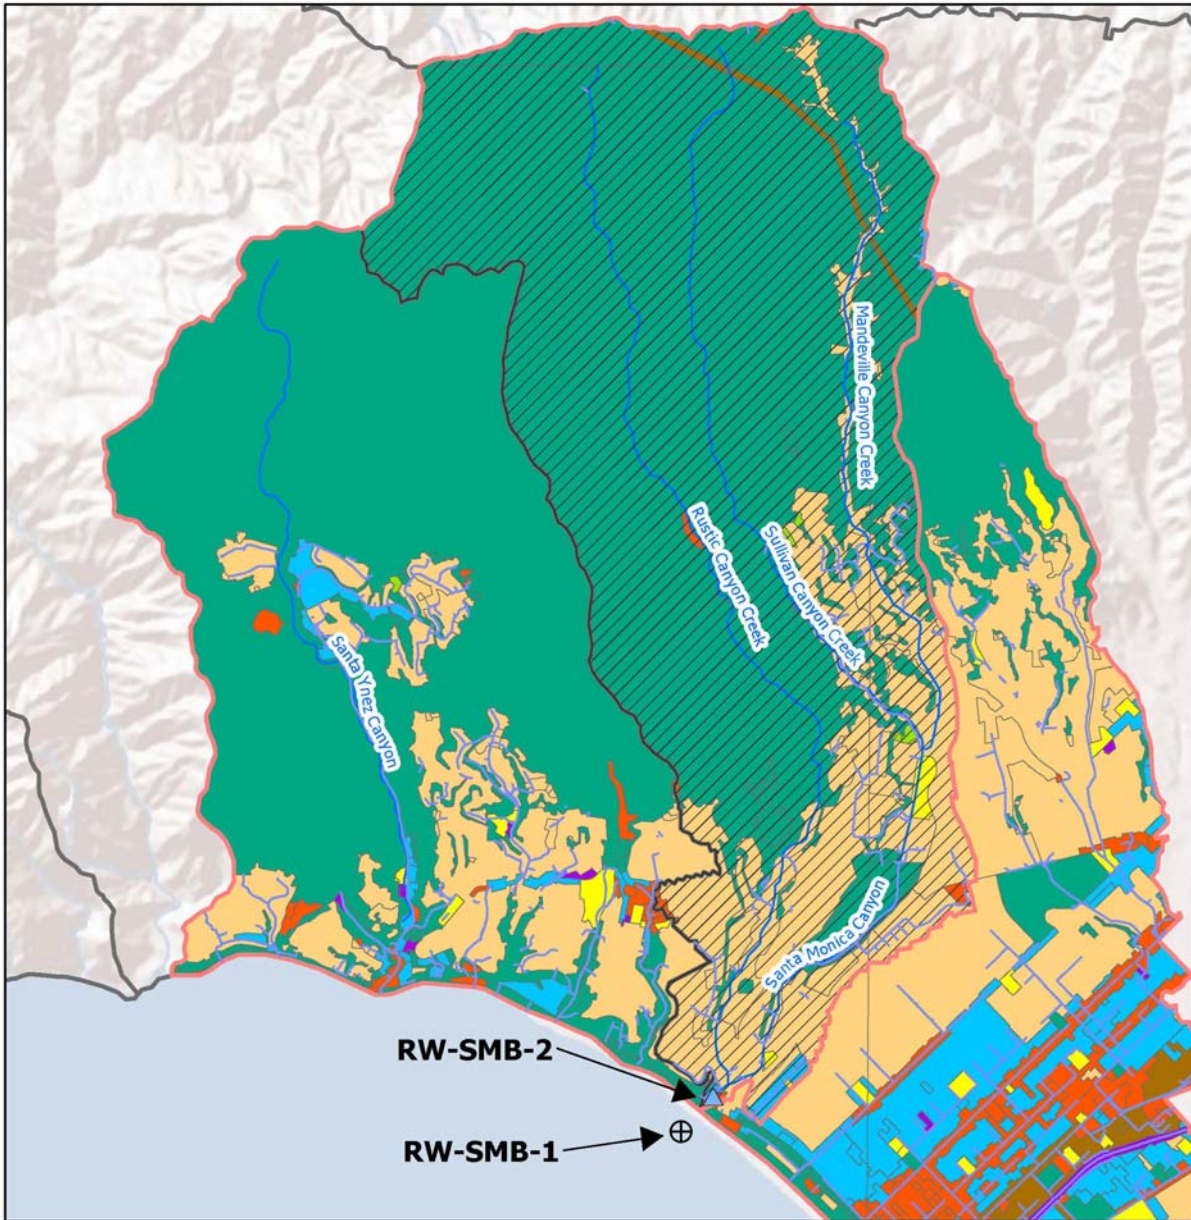 Mandeville Canyon Creek
Rustic Canyon Creek
Sullivan Canyon Creek
Santa Ynez Canyon
Santa Monica Canyon
RW-SMB-2
RW-SMB-1